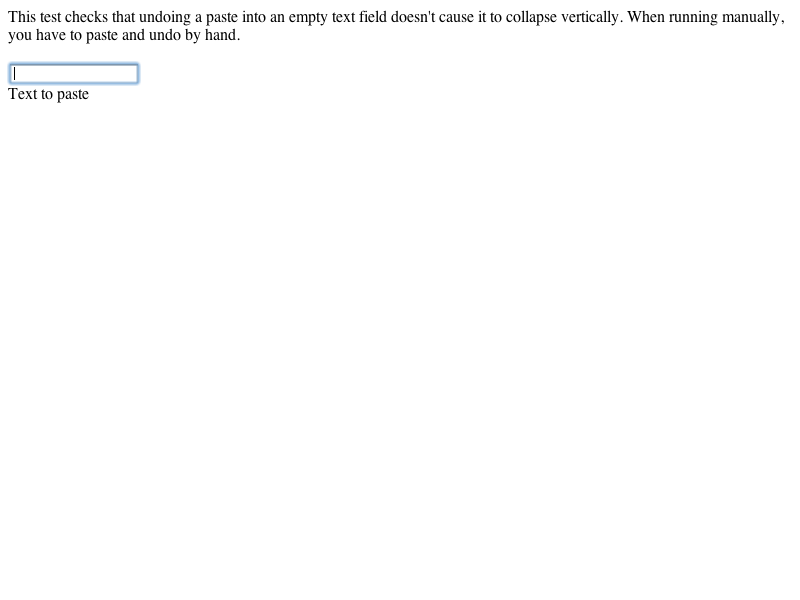 This test checks that undoing a paste into an empty text field doesn't cause it to collapse vertically. When running manually,
you have to paste and undo by hand.
Text to paste